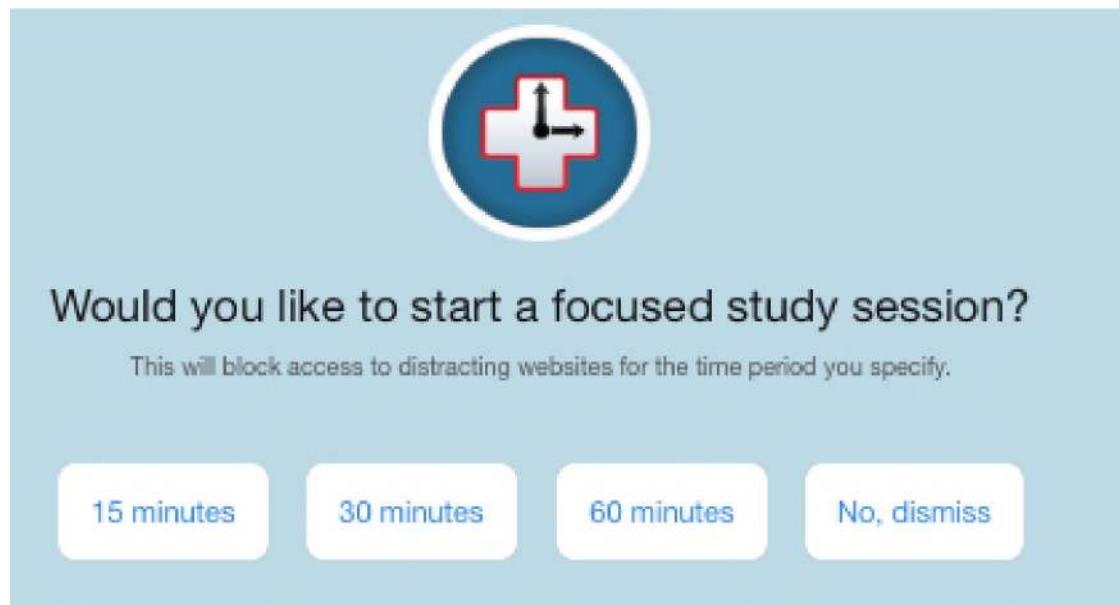 Would you like to start a focused study session?
This will block access to distracting websites for the time period you specify.
15 minutes
30 minutes
60 minutes
No, dismiss